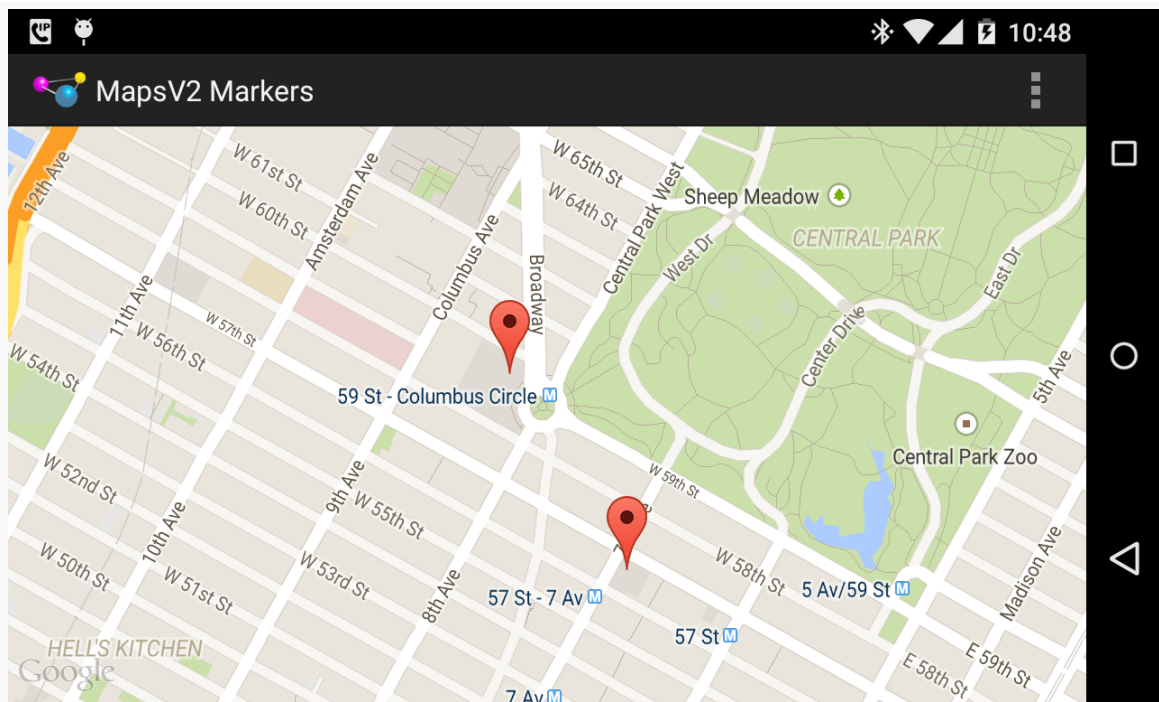 10:48
MapsV2 Markers
12th Ave
W 61st St
W 60th St
Amsterdam Ave
W 65th St
W 64th St
Central Park West
Sheep Meadow
CENTRAL PARK
West Dr
East Dr
Columbus Ave
Broadway
11th Ave
W 57th St
W 56th St
W 54th St
Center Drive
5th Ave
59 St - Columbus Circle M
Central Park Zoo
W 59th St
W 52nd St
9th Ave
W 55th St
10th Ave
W 53rd St
W 50th St
W 51st St
8th Ave
W 58th St
57 St - 7 Av M
5 Av/59 St M
Madison Ave
57 St M
HELL'S KITCHEN
Google
E 59th St
E 58th St
7 Av M